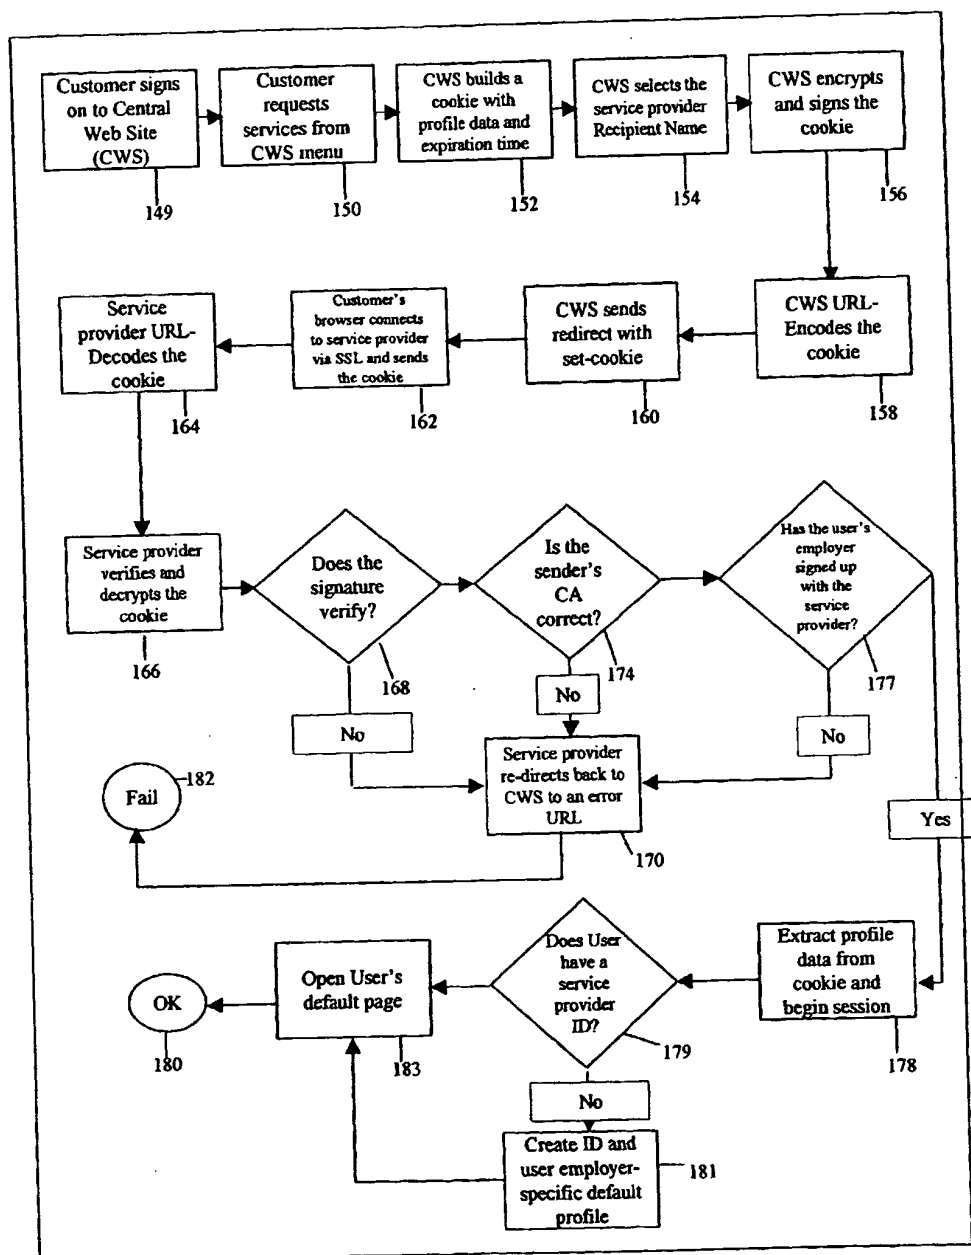 Customer signs
on to Central
Web Site
(CWS)
149
Customer
requests
services from
CWS menu
150
CWS builds a
cookie with
profile data and
expiration time
152
CWS selects the
service provider
Recipient Name
154
CWS encrypts
and signs the
cookie
156
Service
provider URL-
Decodes the
cookie
164
Customer's
browser connects
to service provider
via SSL and sends
the cookie
162
CWS sends
redirect with
set-cookie
160
CWS URL-
Encodes the
cookie
158
Service provider
verifies and
decrypts the
cookie
166
Does the
signature
verify?
168
No
Is the
sender's
CA
correct?
174
No
Has the user's
employer
signed up
with the
service
provider?
177
No
Fail
182
Service provider
re-directs back to
CWS to an error
URL
170
Yes
OK
180
Open User's
default page
183
Does User
have a
service
provider
ID?
179
Extract profile
data from
cookie and
begin session
178
No
Create ID and
user employer-
specific default
profile
181